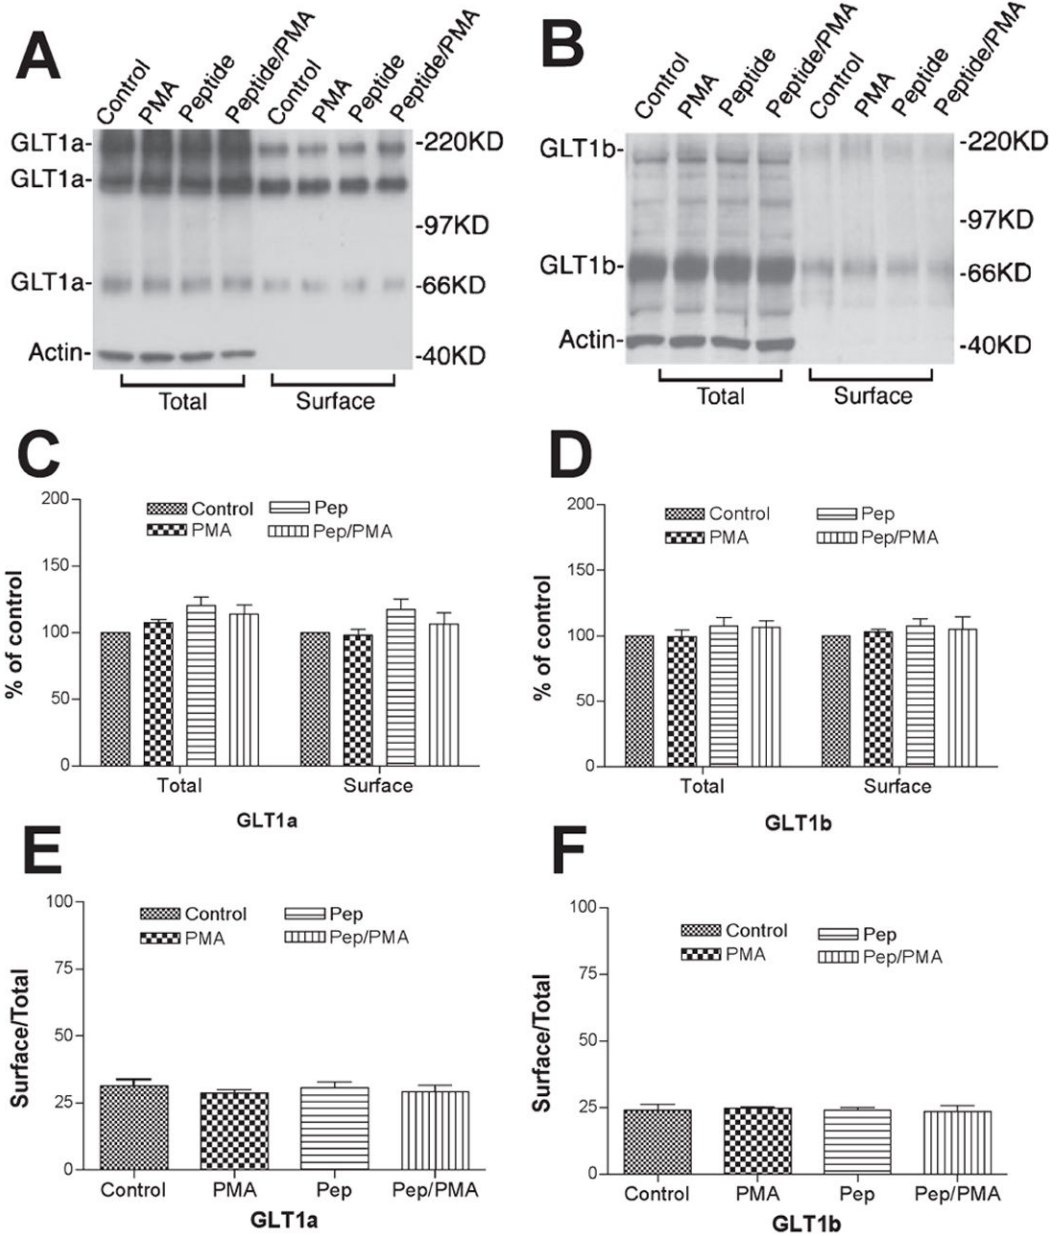 A
Control PMA Peptide Peptide/PMA Control PMA Peptide Peptide/PMA
GLT1a- -220KD
GLT1a-
-97KD
GLT1a- -66KD
Actin- -40KD
Total Surface
B
Control PMA Peptide Peptide/PMA Control PMA Peptide Peptide/PMA
GLT1b- -220KD
-97KD
GLT1b- -66KD
Actin- -40KD
Total Surface
C
% of control
200
150
100
50
0
Control Pep
PMA Pep/PMA
Total Surface
GLT1a
D
% of control
200
150
100
50
0
Control Pep
PMA Pep/PMA
Total Surface
GLT1b
E
Surface/Total
100
75
50
25
0
Control Pep
PMA Pep/PMA
Control PMA Pep Pep/PMA
GLT1a
F
Surface/Total
100
75
50
25
0
Control Pep
PMA Pep/PMA
Control PMA Pep Pep/PMA
GLT1b